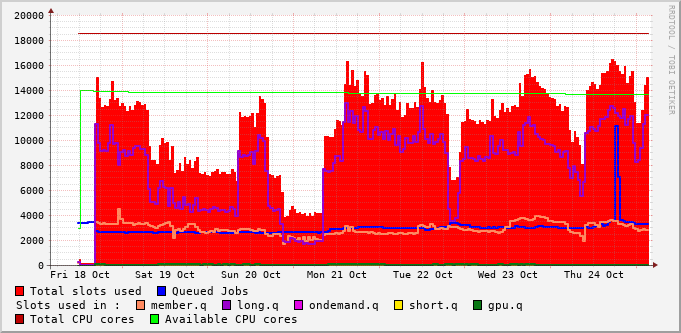 20000
18000
16000
14000
12000
10000
8000
6000
4000
2000
0
Fri 18 Oct Sat 19 Oct Sun 20 Oct Mon 21 Oct Tue 22 Oct Wed 23 Oct Thu 24 Oct
Total slots used Queued Jobs
Slots used in : member.q long.q ondemand.q short.q gpu.q
Total CPU cores Available CPU cores
RRDTOOL / TOBI OETIKER